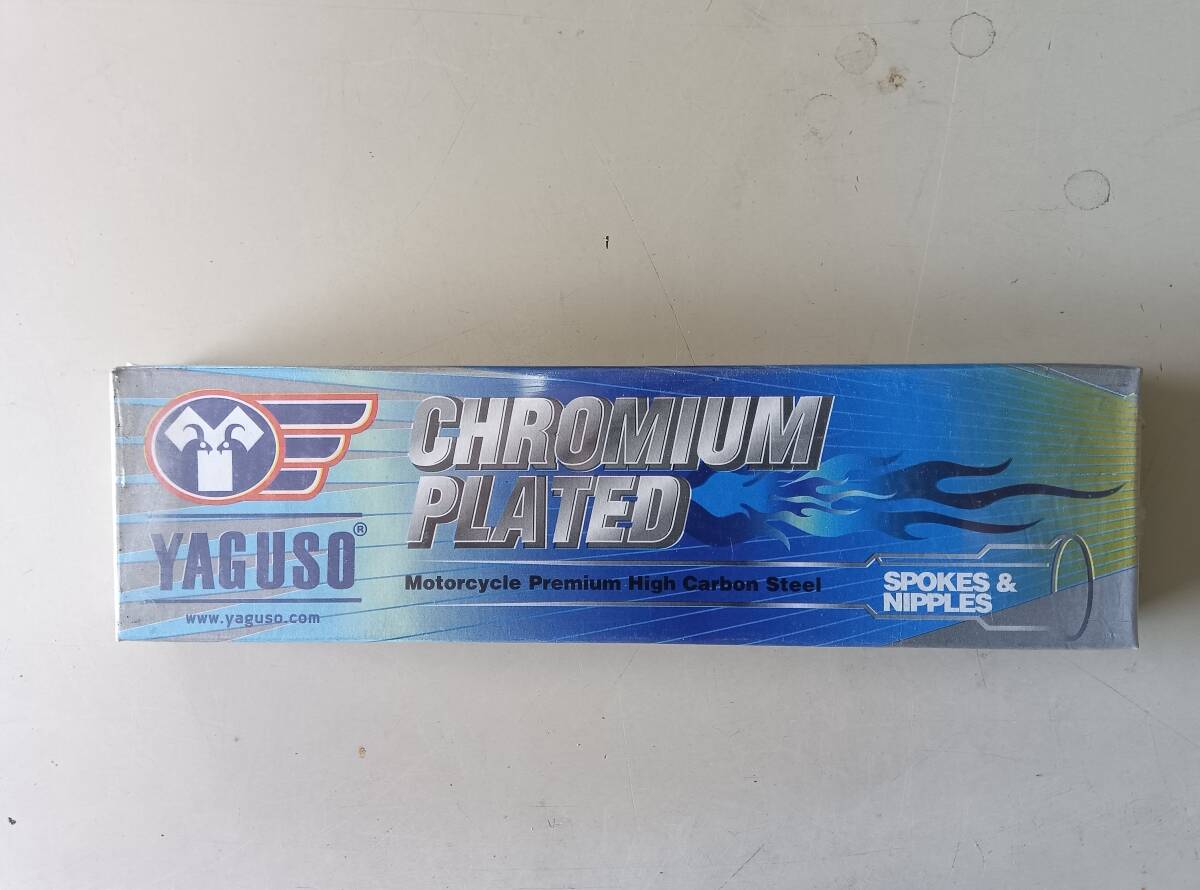 CHROMIUM
PLATED
YAGUSO®
www.yaguso.com
Motorcycle Premium High Carbon Steel
SPOKES &
NIPPLES